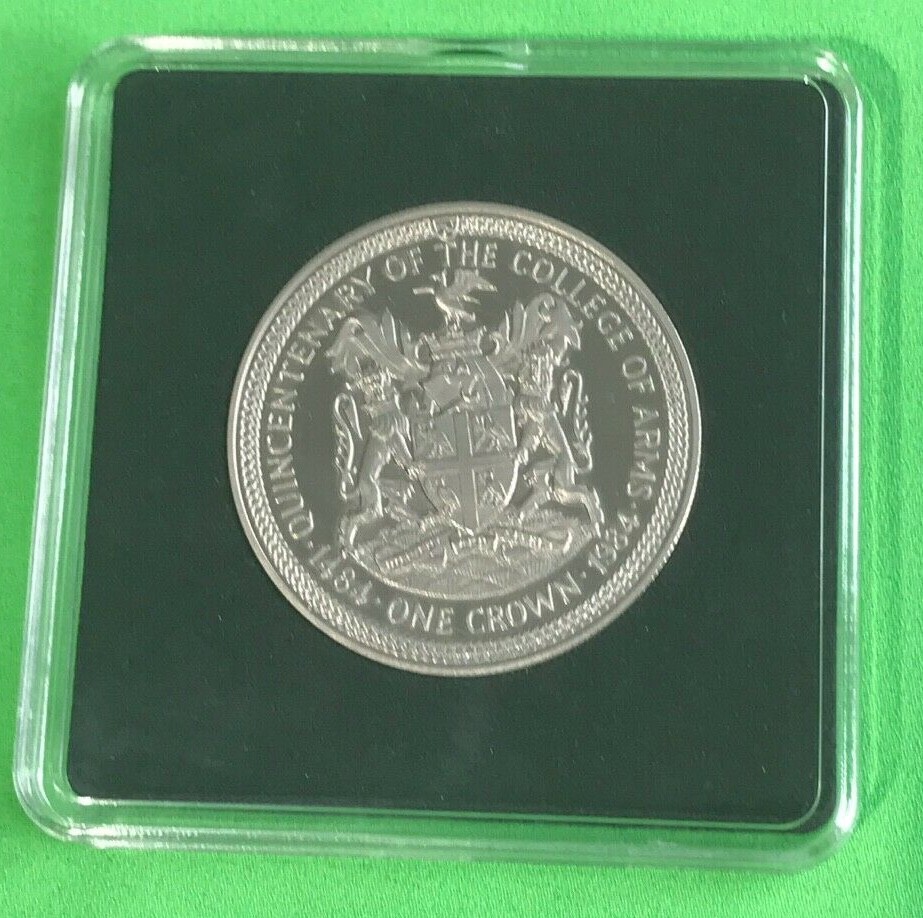 QUINCENTENARY OF THE COLLEGE OF ARMS
· 1484 · ONE CROWN · 1984 ·